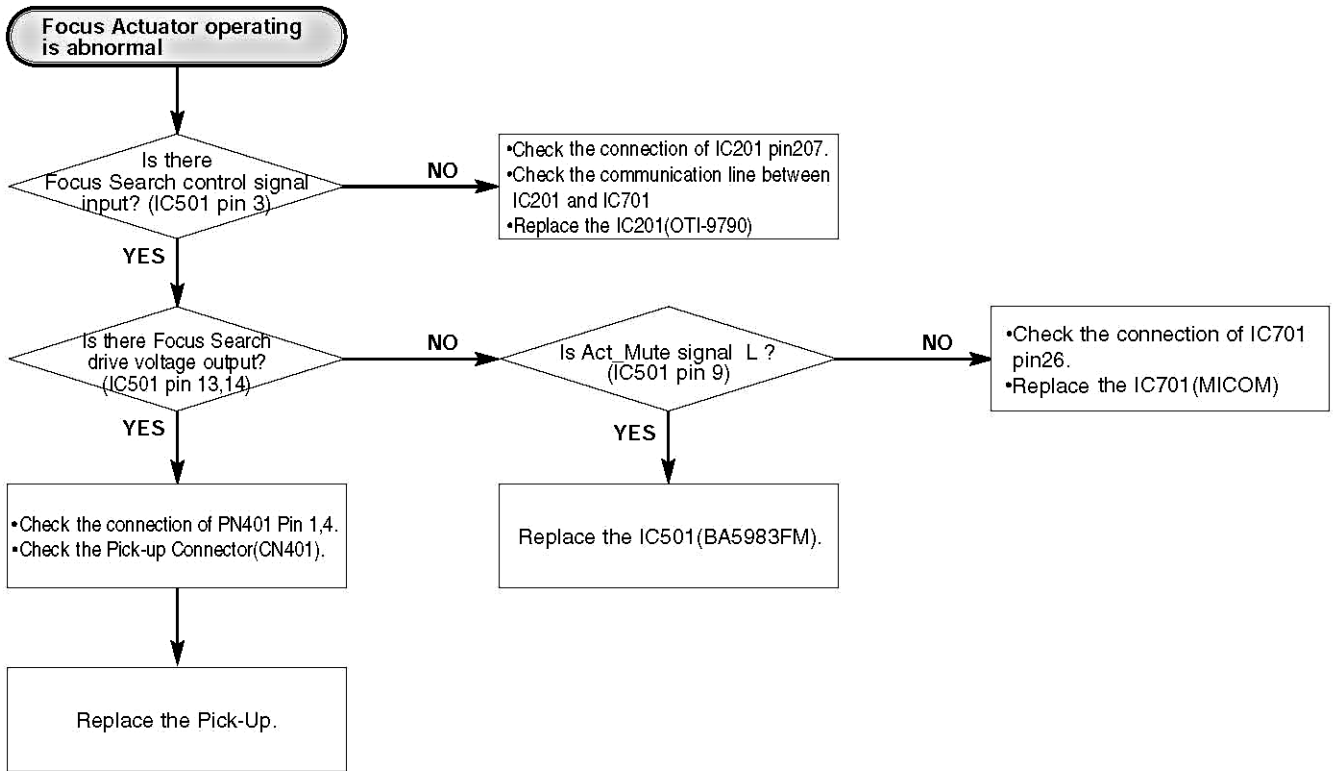 Focus Actuator operating
is abnormal
Is there
Focus Search control signal
input? (IC501 pin 3)
NO
•Check the connection of IC201 pin207.
•Check the communication line between
IC201 and IC701
•Replace the IC201(OTI-9790)
YES
Is there Focus Search
drive voltage output?
(IC501 pin 13,14)
NO
Is Act_Mute signal L ?
(IC501 pin 9)
NO
•Check the connection of IC701
pin26.
•Replace the IC701(MICOM)
YES
YES
•Check the connection of PN401 Pin 1,4.
•Check the Pick-up Connector(CN401).
Replace the IC501(BA5983FM).
Replace the Pick-Up.